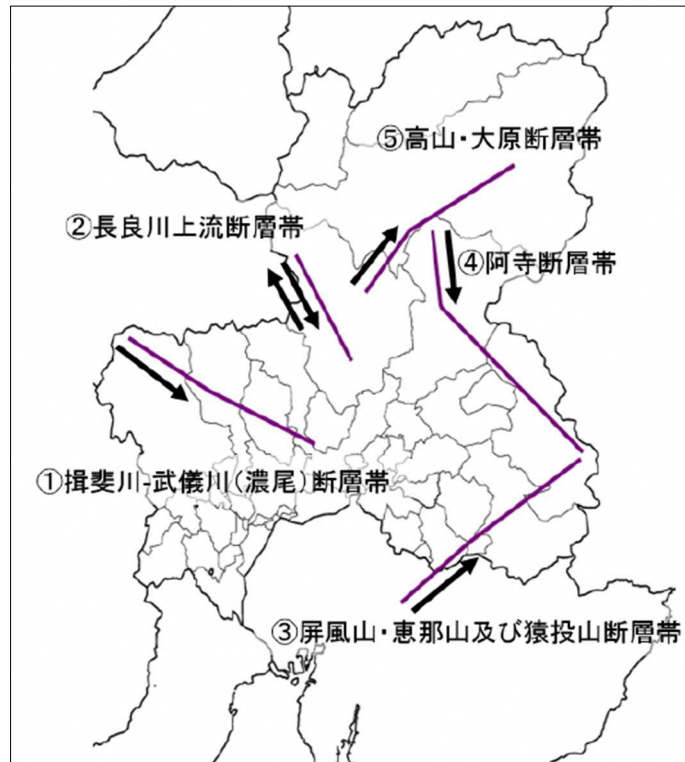 ⑤高山・大原断層帯
②長良川上流断層帯
④阿寺断層帯
①揖斐川-武儀川(濃尾)断層帯
③屏風山・恵那山及び猿投山断層帯